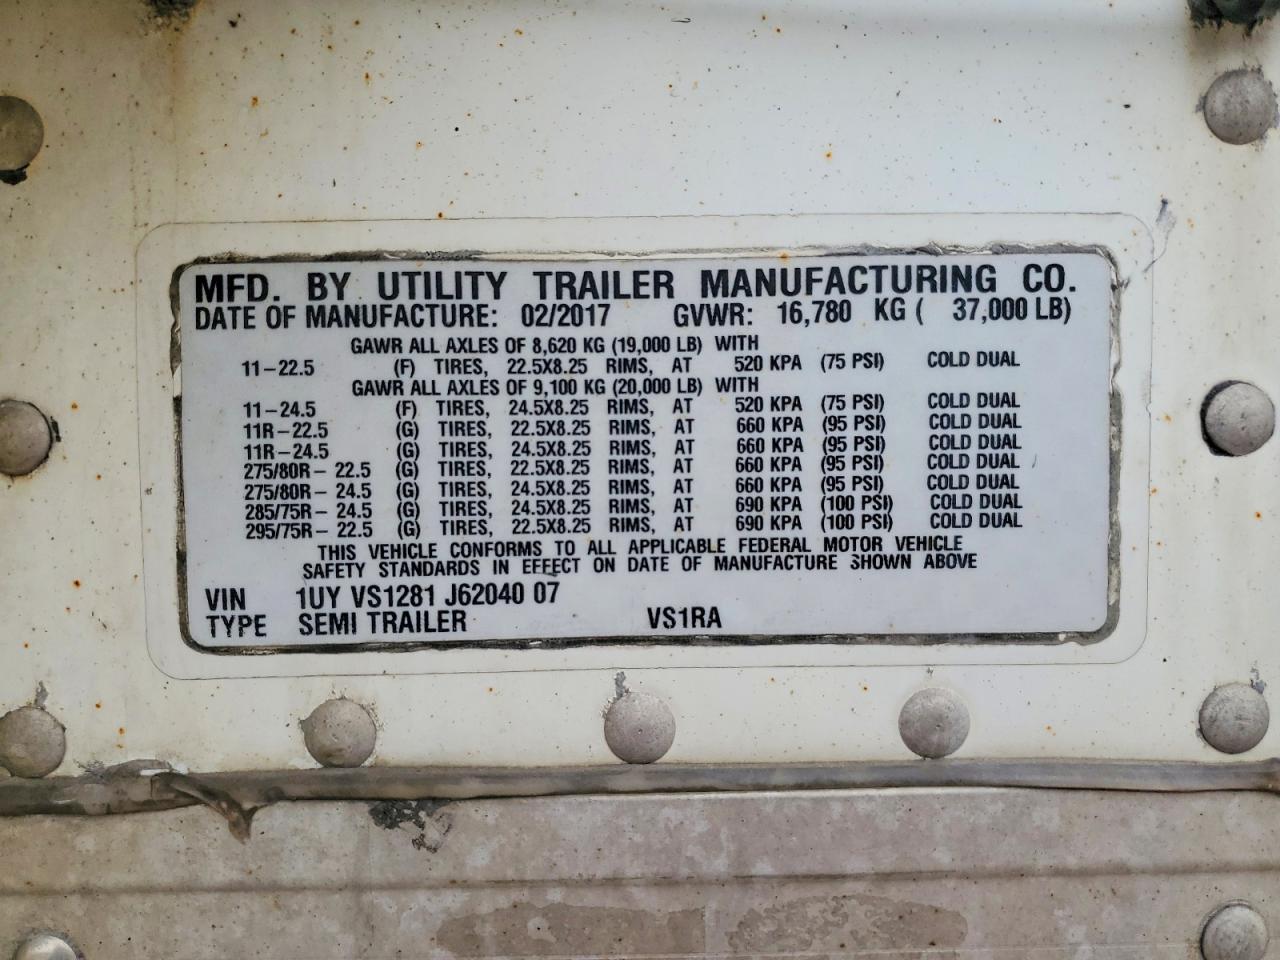 MFD. BY UTILITY TRAILER MANUFACTURING CO.
DATE OF MANUFACTURE: 02/2017 GVWR: 16,780 KG ( 37,000 LB)
GAWR ALL AXLES OF 8,620 KG (19,000 LB) WITH
11-22.5 (F) TIRES, 22.5X8.25 RIMS, AT 520 KPA (75 PSI) COLD DUAL
GAWR ALL AXLES OF 9,100 KG (20,000 LB) WITH
11-24.5 (F) TIRES, 24.5X8.25 RIMS, AT 520 KPA (75 PSI) COLD DUAL
11R-22.5 (G) TIRES, 22.5X8.25 RIMS, AT 660 KPA (95 PSI) COLD DUAL
11R-24.5 (G) TIRES, 24.5X8.25 RIMS, AT 660 KPA (95 PSI) COLD DUAL
275/80R- 22.5 (G) TIRES, 22.5X8.25 RIMS, AT 660 KPA (95 PSI) COLD DUAL
275/80R- 24.5 (G) TIRES, 24.5X8.25 RIMS, AT 660 KPA (95 PSI) COLD DUAL
285/75R- 24.5 (G) TIRES, 24.5X8.25 RIMS, AT 690 KPA (100 PSI) COLD DUAL
295/75R- 22.5 (G) TIRES, 22.5X8.25 RIMS, AT 690 KPA (100 PSI) COLD DUAL
THIS VEHICLE CONFORMS TO ALL APPLICABLE FEDERAL MOTOR VEHICLE
SAFETY STANDARDS IN EFFECT ON DATE OF MANUFACTURE SHOWN ABOVE
VIN 1UY VS1281 J62040 07
TYPE SEMI TRAILER VS1RA